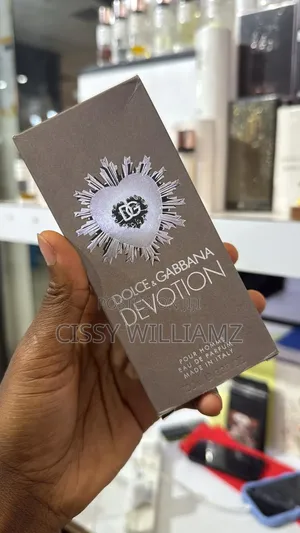 DG
DOLCE & GABBANA
DEVOTION
CISSY WILLIAMZ
POUR HOMME
EAU DE PARFUM
MADE IN ITALY